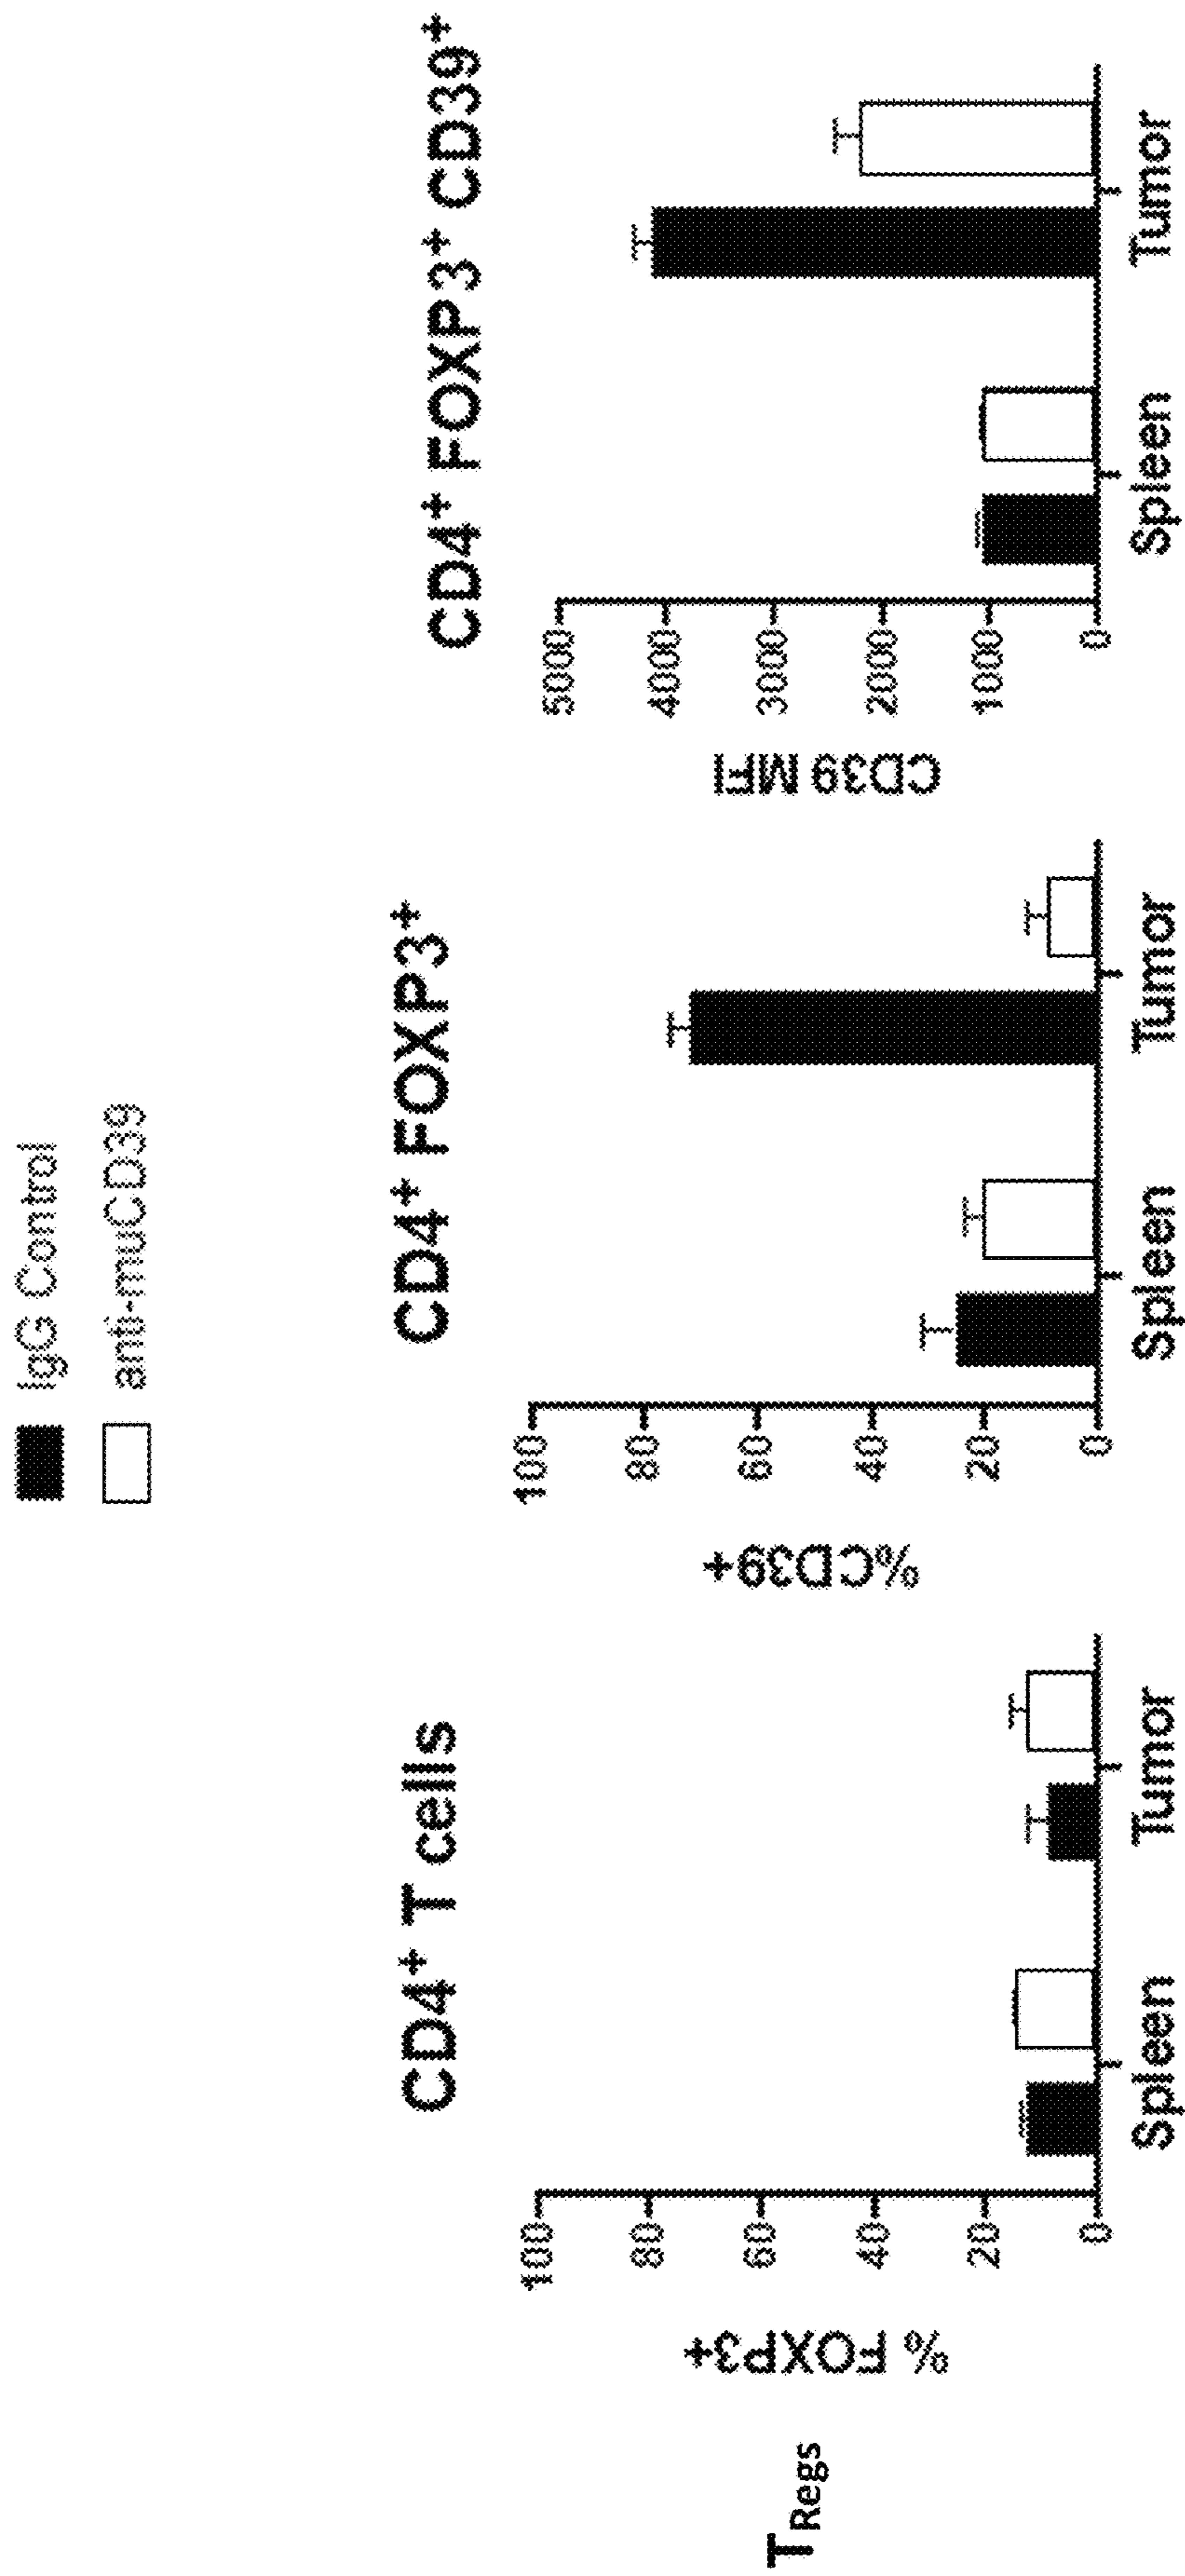 IgG Control
anti-muCD39
T_Regs
CD4⁺ T cells
% FOXP3+
100
80
60
40
20
0
Spleen
Tumor
CD4⁺ FOXP3⁺
%CD39+
100
80
60
40
20
0
Spleen
Tumor
CD4⁺ FOXP3⁺ CD39⁺
CD39 MFI
5000
4000
3000
2000
1000
0
Spleen
Tumor